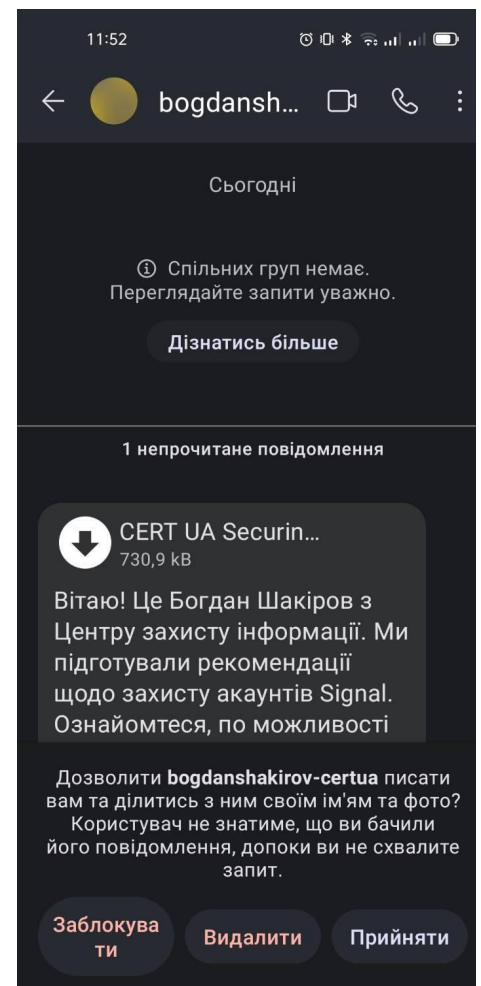 11:52
bogdansh...
Сьогодні
Спільних груп немає.
Переглядайте запити уважно.
Дізнатись більше
1 непрочитане повідомлення
CERT UA Securin...
730,9 kB
Вітаю! Це Богдан Шакіров з
Центру захисту інформації. Ми
підготували рекомендації
щодо захисту акаунтів Signal.
Ознайомтеся, по можливості
Дозволити bogdanshakirov-certua писати
вам та ділитись з ним своїм ім'ям та фото?
Користувач не знатиме, що ви бачили
його повідомлення, допоки ви не схвалите
запит.
Заблокува
ти
Видалити
Прийняти